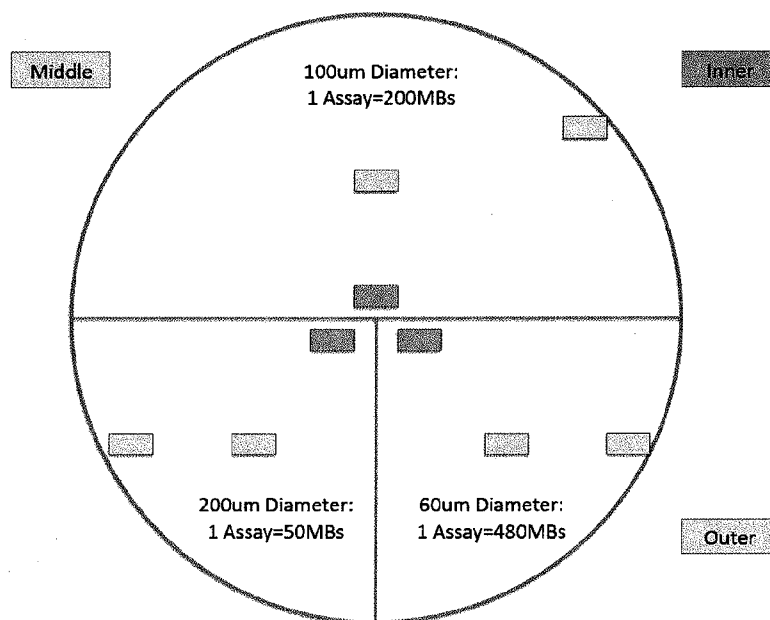 Middle
100um Diameter:
1 Assay=200MBs
Inner
200um Diameter:
1 Assay=50MBs
60um Diameter:
1 Assay=480MBs
Outer